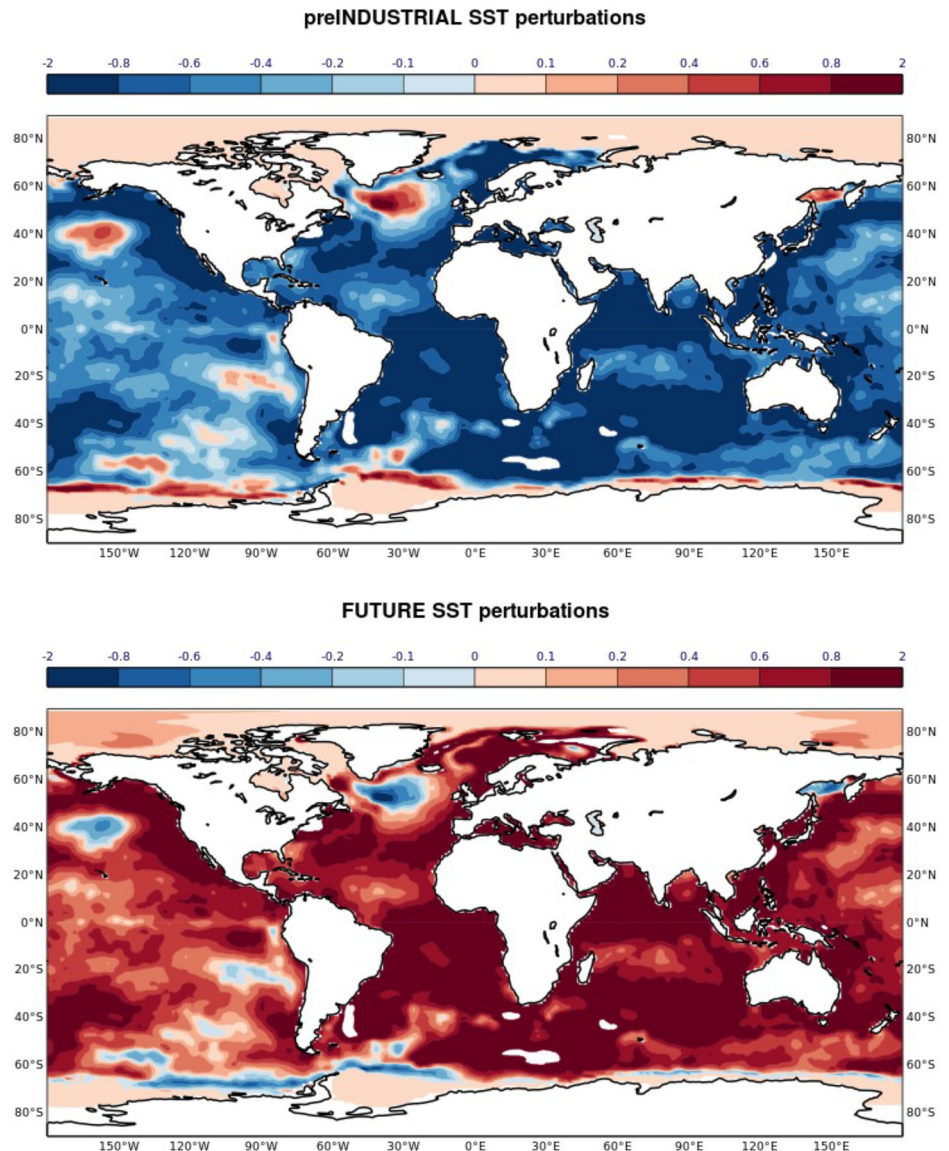 preINDUSTRIAL SST perturbations
-2 -0.8 -0.6 -0.4 -0.2 -0.1 0 0.1 0.2 0.4 0.6 0.8 2
80°N 80°N
60°N 60°N
40°N 40°N
20°N 20°N
0°N 0°N
20°S 20°S
40°S 40°S
60°S 60°S
80°S 80°S
150°W 120°W 90°W 60°W 30°W 0°E 30°E 60°E 90°E 120°E 150°E
FUTURE SST perturbations
-2 -0.8 -0.6 -0.4 -0.2 -0.1 0 0.1 0.2 0.4 0.6 0.8 2
80°N 80°N
60°N 60°N
40°N 40°N
20°N 20°N
0°N 0°N
20°S 20°S
40°S 40°S
60°S 60°S
80°S 80°S
150°W 120°W 90°W 60°W 30°W 0°E 30°E 60°E 90°E 120°E 150°E